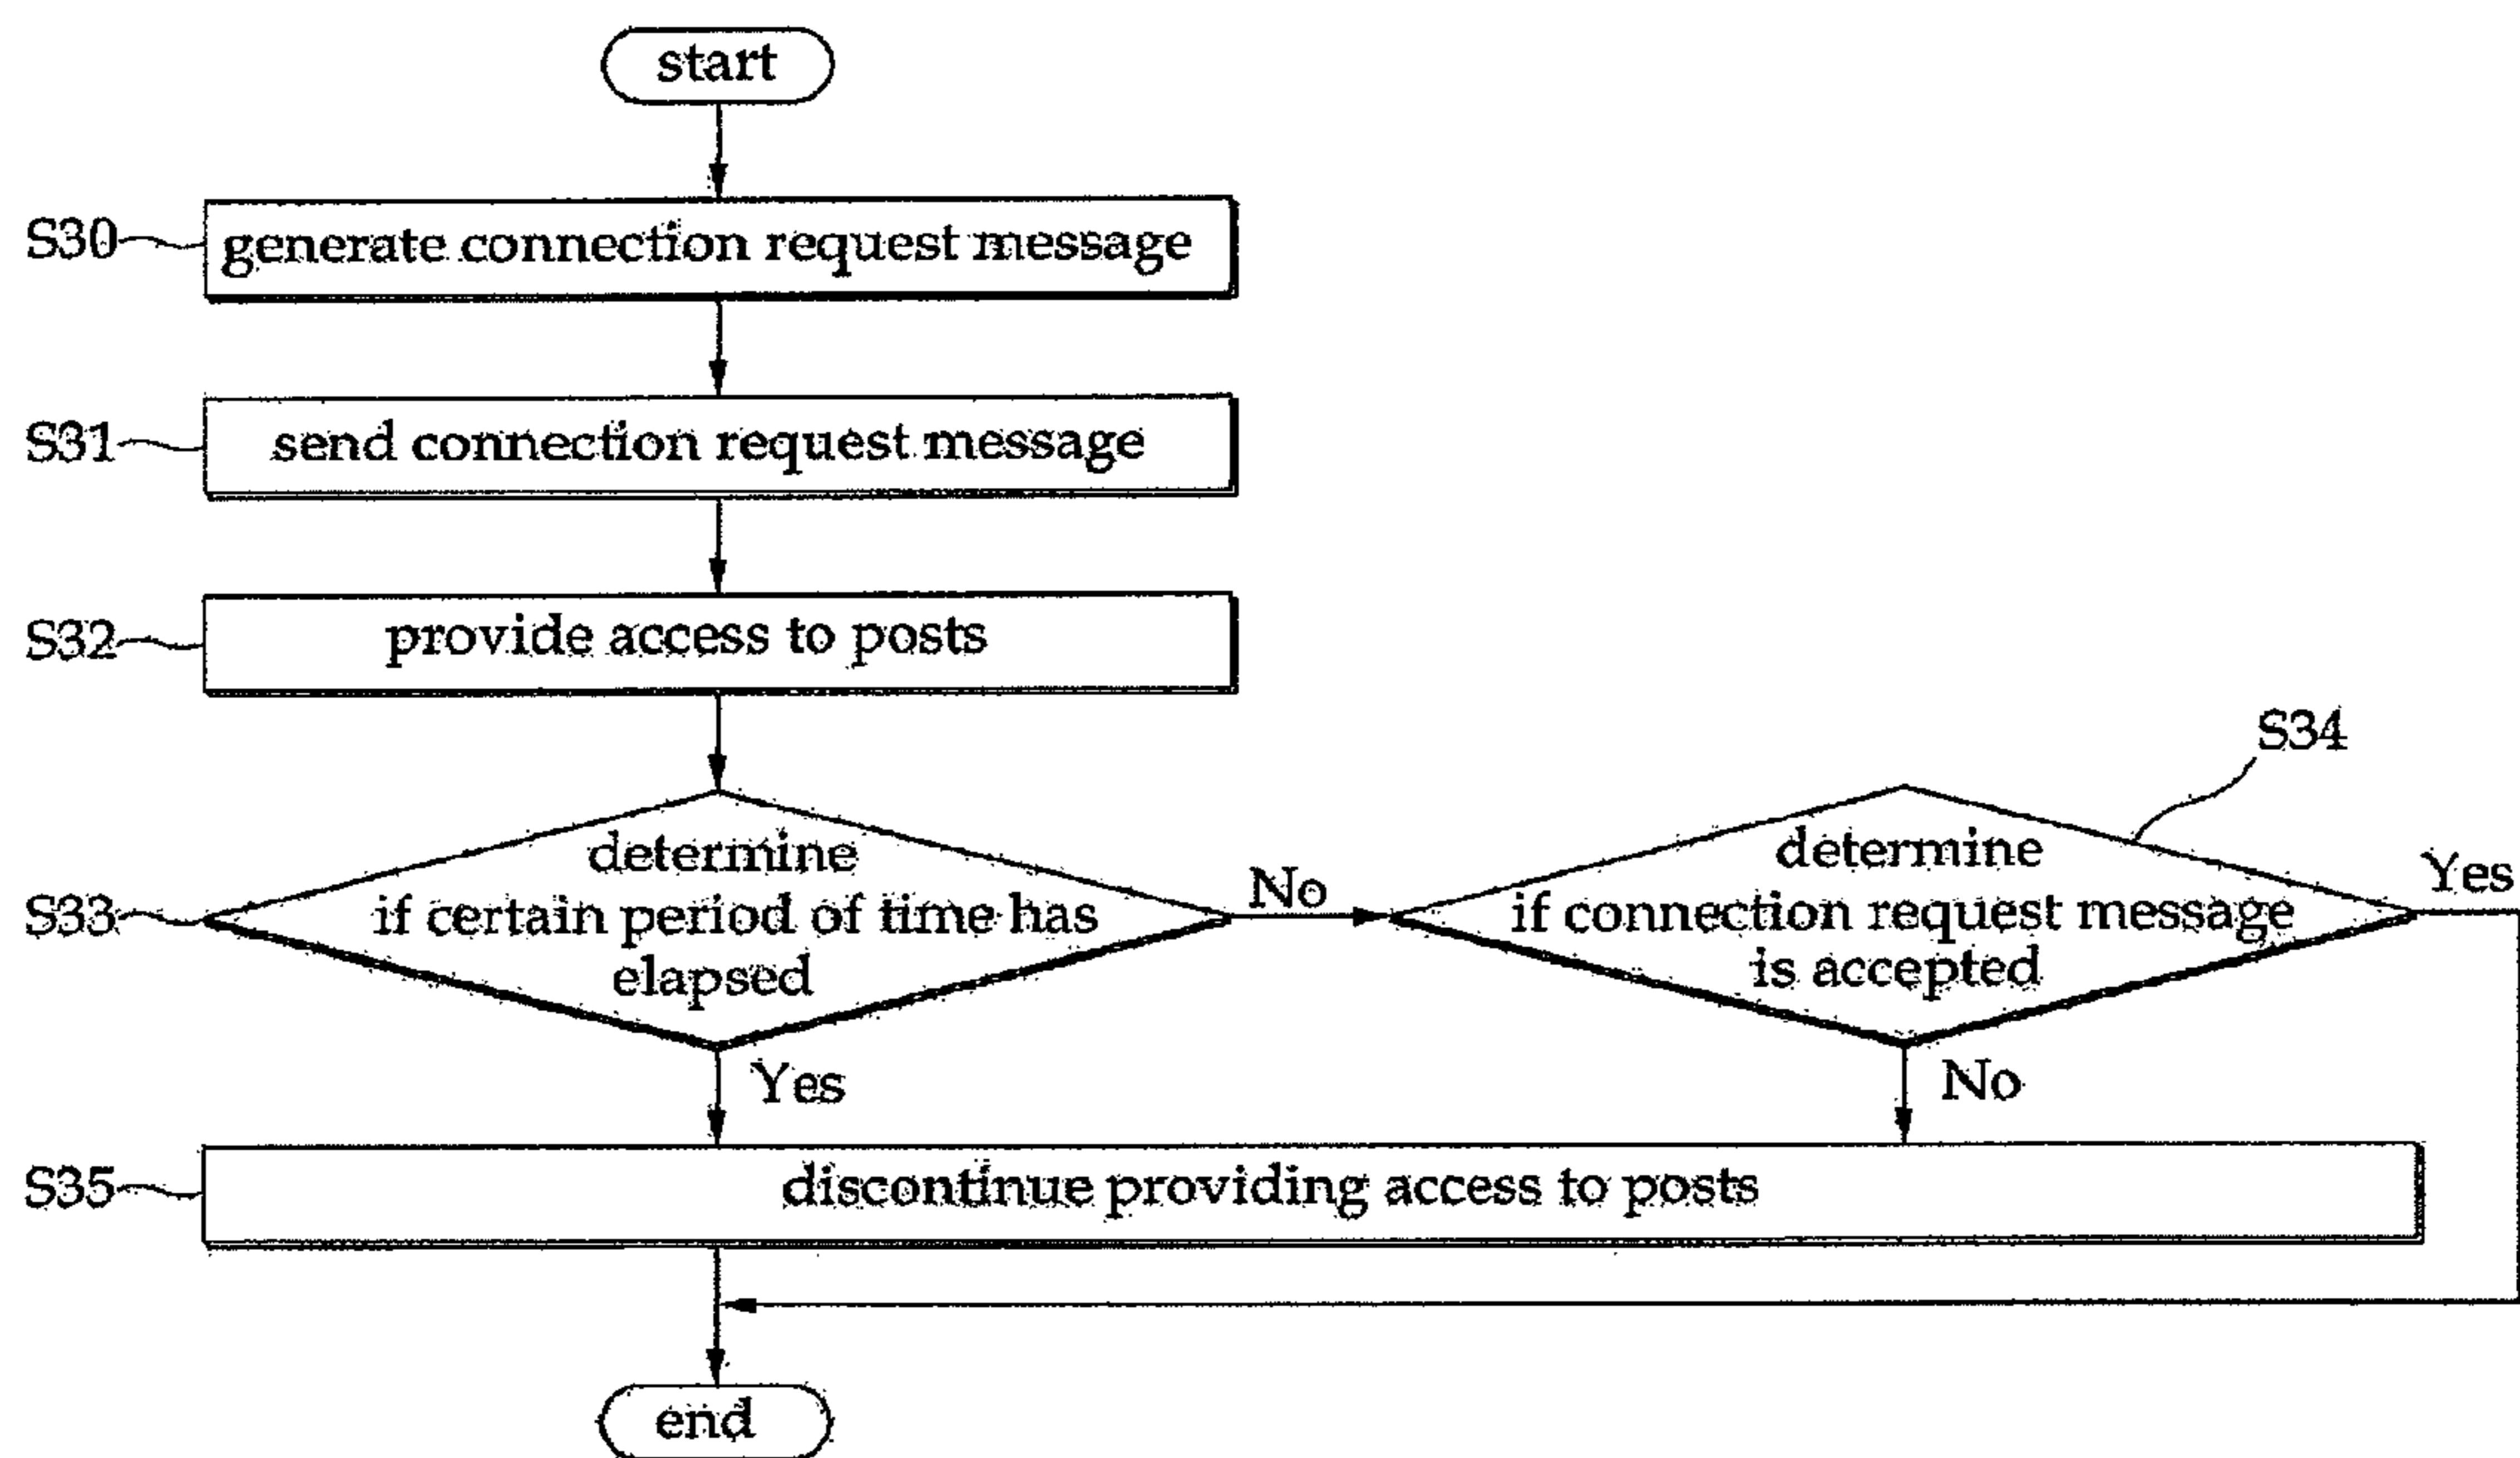 start
S30
generate connection request message
S31
send connection request message
S32
provide access to posts
S33
determine
if certain period of time has
elapsed
No
Yes
S34
determine
if connection request message
is accepted
Yes
No
S35
discontinue providing access to posts
end